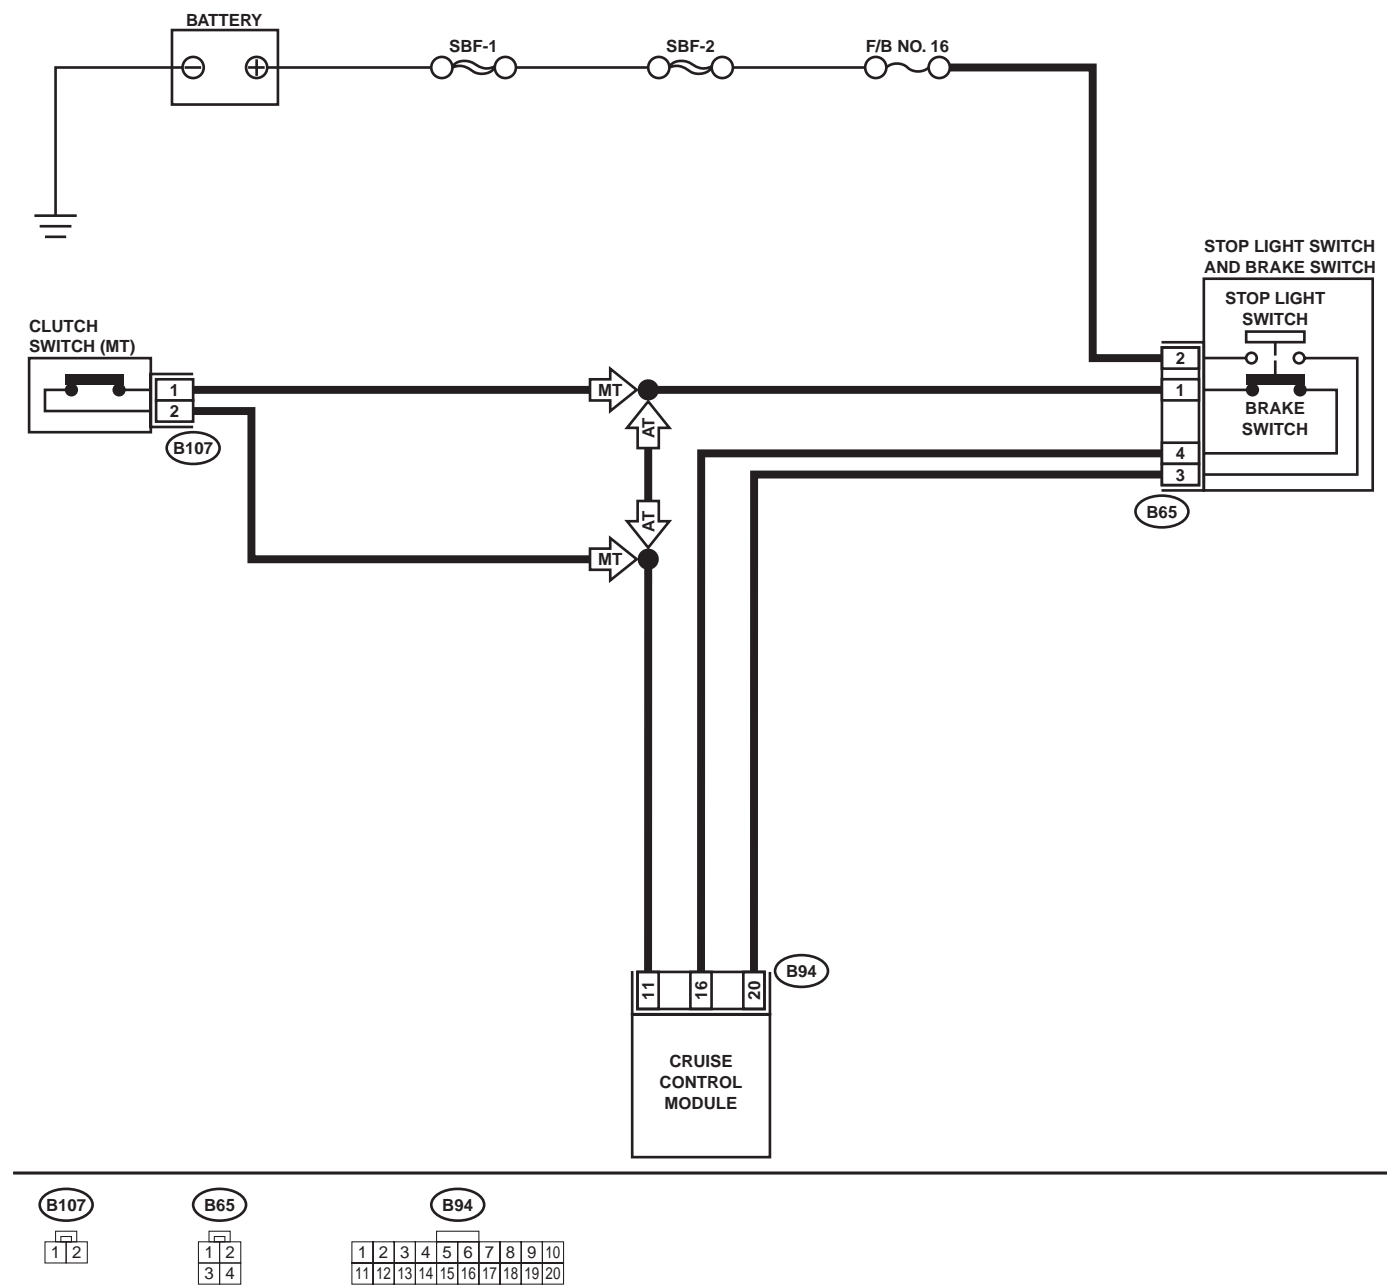 BATTERY
SBF-1
SBF-2
F/B NO. 16
STOP LIGHT SWITCH
AND BRAKE SWITCH
STOP LIGHT
SWITCH
CLUTCH
SWITCH (MT)
2
1
1
2
MT
AT
BRAKE
SWITCH
B107
4
3
B65
AT
MT
B94
11
16
20
CRUISE
CONTROL
MODULE
B107
B65
B94
1 2
1 2
3 4
1 2 3 4 5 6 7 8 9 10
11 12 13 14 15 16 17 18 19 20